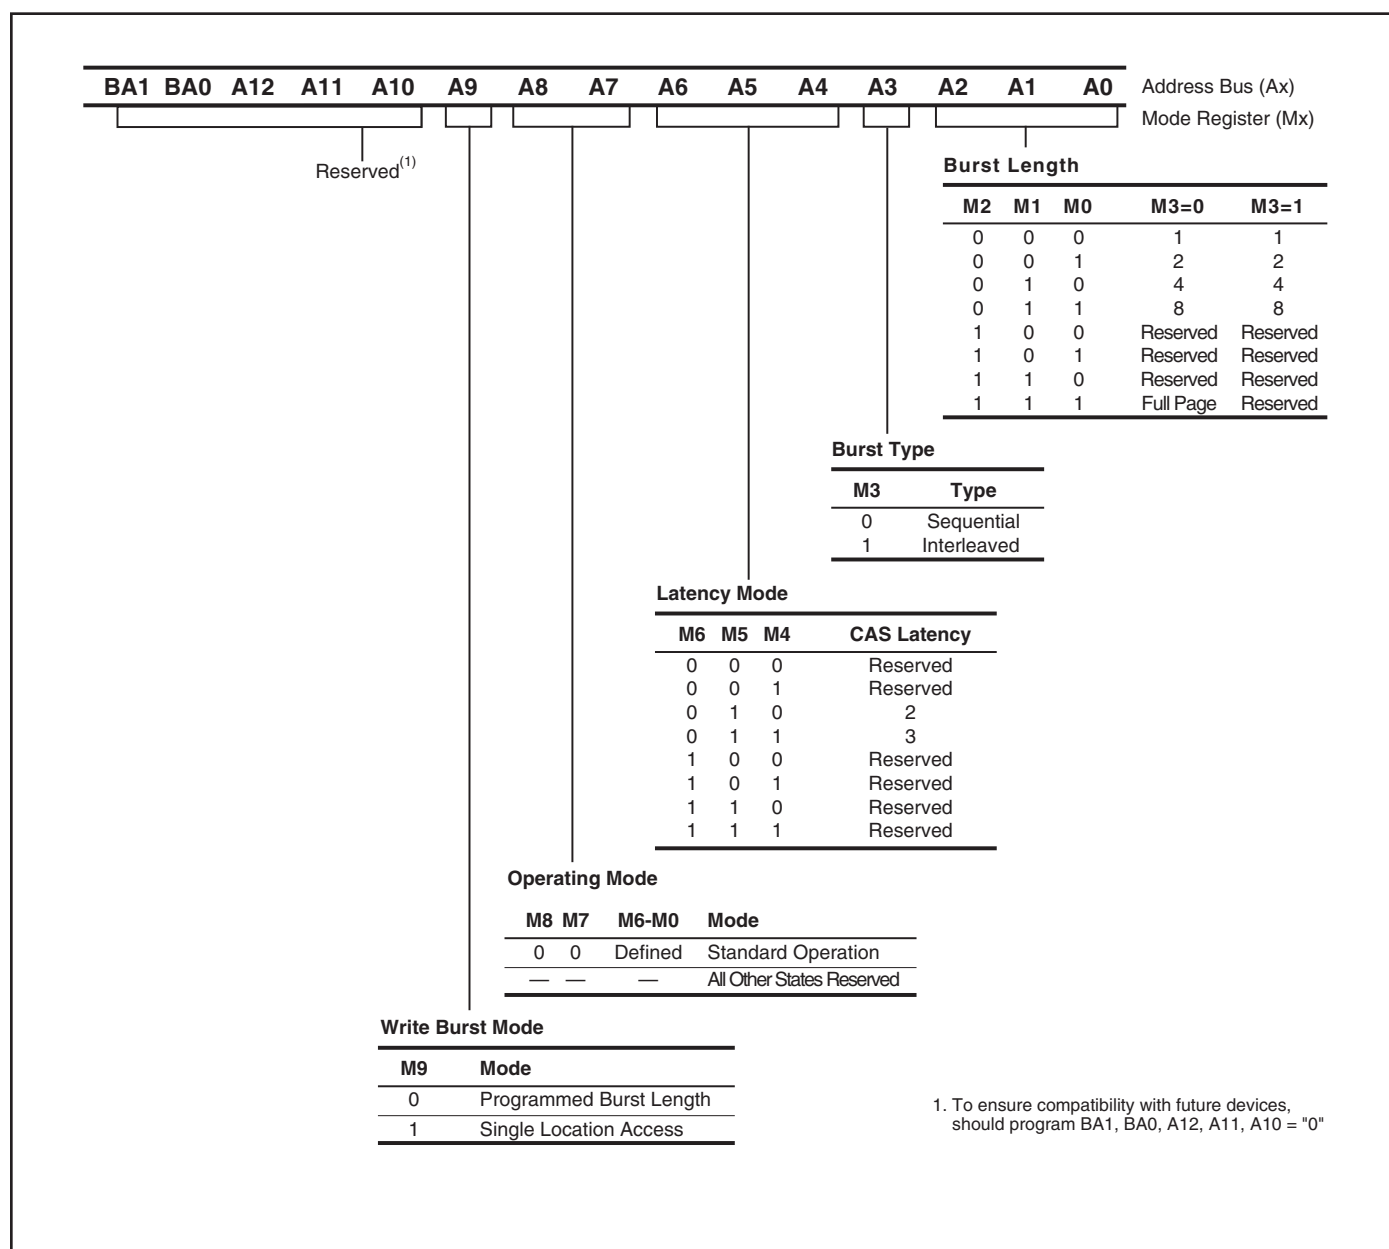 BA1 BA0 A12 A11 A10 A9 A8 A7 A6 A5 A4 A3 A2 A1 A0 Address Bus (Ax)
Mode Register (Mx)
Reserved(1)
Burst Length
M2 M1 M0 M3=0 M3=1
0 0 0 1 1
0 0 1 2 2
0 1 0 4 4
0 1 1 8 8
1 0 0 Reserved Reserved
1 0 1 Reserved Reserved
1 1 0 Reserved Reserved
1 1 1 Full Page Reserved
Burst Type
M3 Type
0 Sequential
1 Interleaved
Latency Mode
M6 M5 M4 CAS Latency
0 0 0 Reserved
0 0 1 Reserved
0 1 0 2
0 1 1 3
1 0 0 Reserved
1 0 1 Reserved
1 1 0 Reserved
1 1 1 Reserved
Operating Mode
M8 M7 M6-M0 Mode
0 0 Defined Standard Operation
— — — All Other States Reserved
Write Burst Mode
M9 Mode
0 Programmed Burst Length
1 Single Location Access
1. To ensure compatibility with future devices,
should program BA1, BA0, A12, A11, A10 = "0"